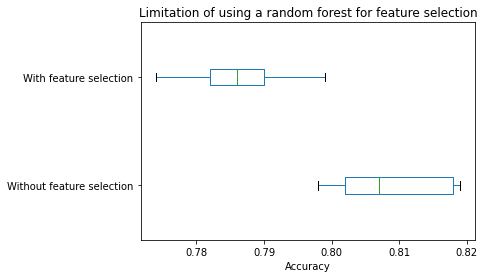 Limitation of using a random forest for feature selection
With feature selection
Without feature selection
0.78 0.79 0.80 0.81 0.82
Accuracy